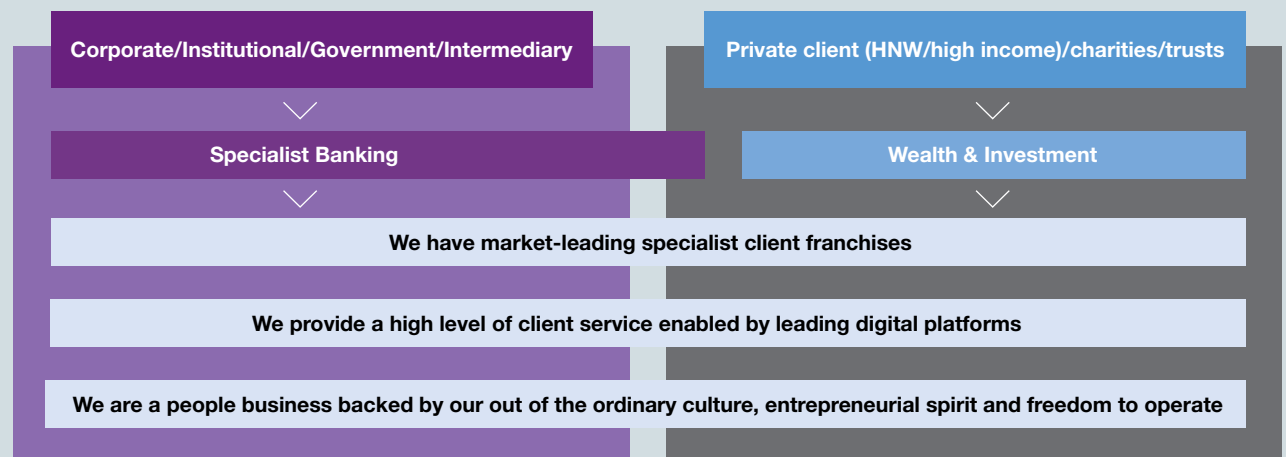 Corporate/Institutional/Government/Intermediary
Private client (HNW/high income)/charities/trusts
Specialist Banking
Wealth & Investment
We have market-leading specialist client franchises
We provide a high level of client service enabled by leading digital platforms
We are a people business backed by our out of the ordinary culture, entrepreneurial spirit and freedom to operate